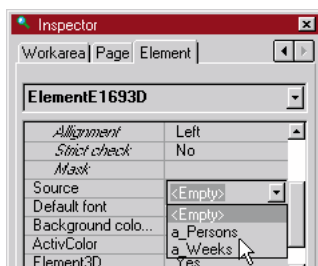 Inspector
Workarea Page Element
ElementE1693D
Allignment Left
Strict check No
Mask
Source <Empty>
Default font <Empty>
Background colo... a_Persons
ActivColor a_Weeks
Element3D Yes